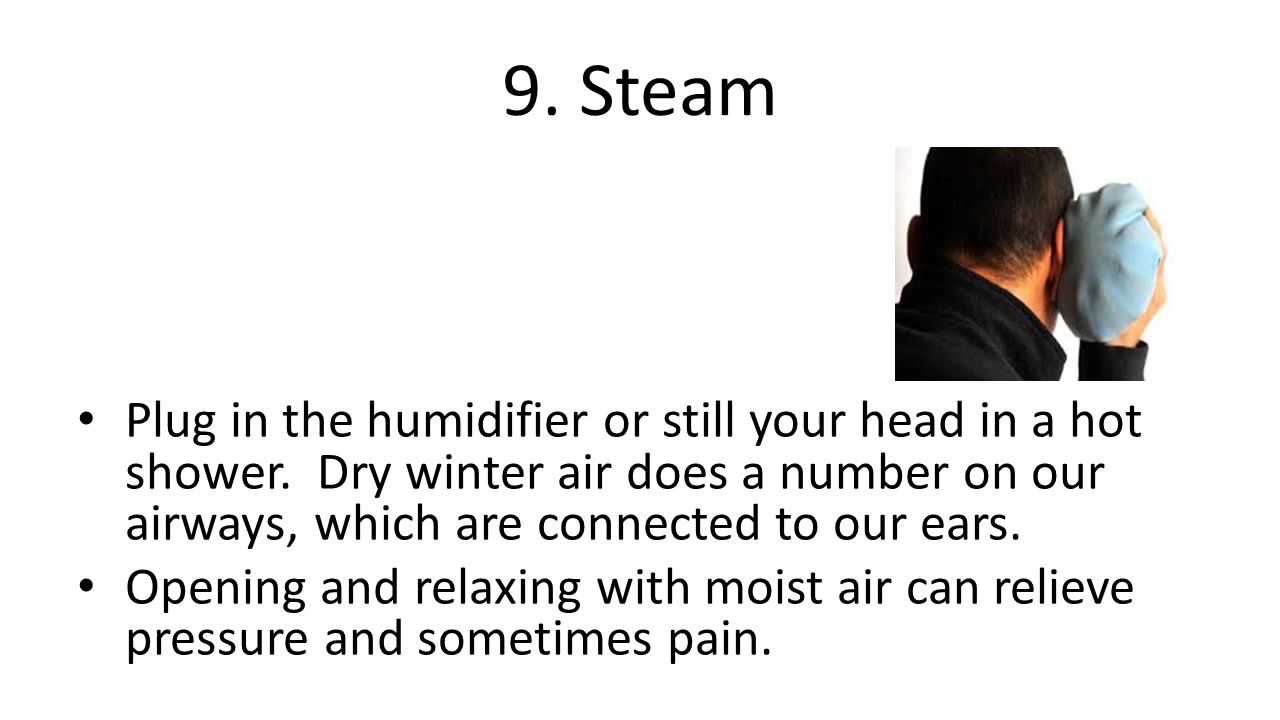 9. Steam
• Plug in the humidifier or still your head in a hot
shower.  Dry winter air does a number on our
airways, which are connected to our ears.
• Opening and relaxing with moist air can relieve
pressure and sometimes pain.